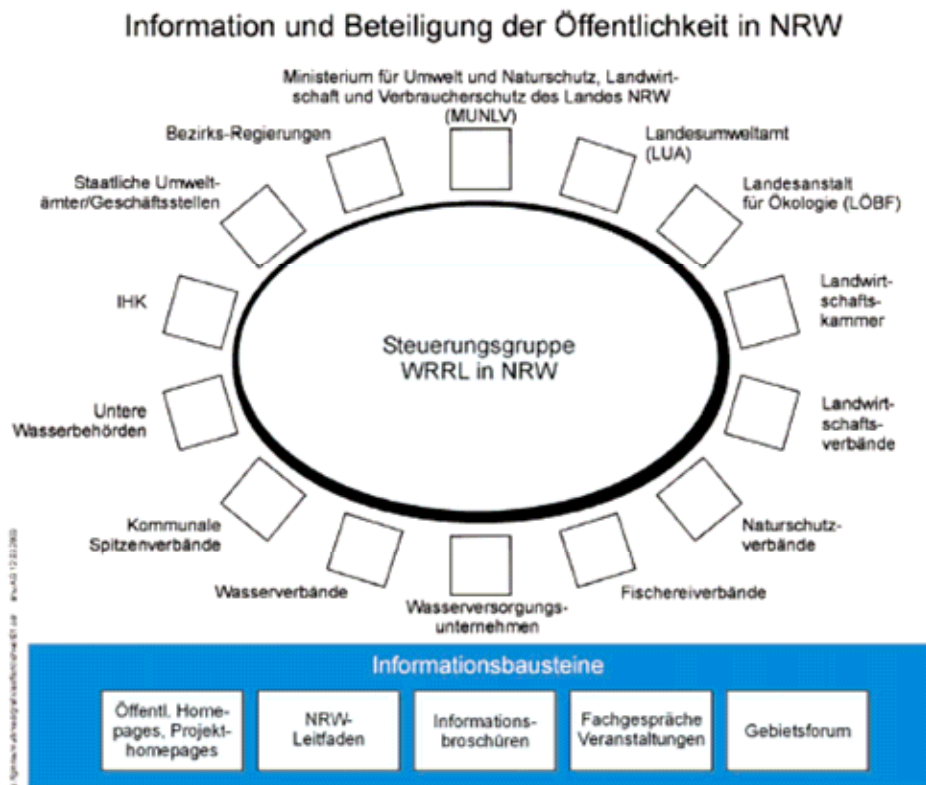 Information und Beteiligung der Öffentlichkeit in NRW
Ministerium für Umwelt und Naturschutz, Landwirt-
schaft und Verbraucherschutz des Landes NRW
(MUNLV)
Bezirks-Regierungen
Landesumweltamt
(LUA)
Staatliche Umwelt-
ämter/Geschäftsstellen
Landesanstalt
für Ökologie (LÖBF)
IHK
Landwirt-
schafts-
kammer
Steuerungsgruppe
WRRL in NRW
Untere
Wasserbehörden
Landwirt-
schafts-
verbände
Kommunale
Spitzenverbände
Naturschutz-
verbände
Wasserverbände
Wasserversorgungs-
unternehmen
Fischereiverbände
Informationsbausteine
Öffentl. Home-
pages, Projekt-
homepages
NRW-
Leitfaden
Informations-
broschüren
Fachgespräche
Veranstaltungen
Gebietsforum